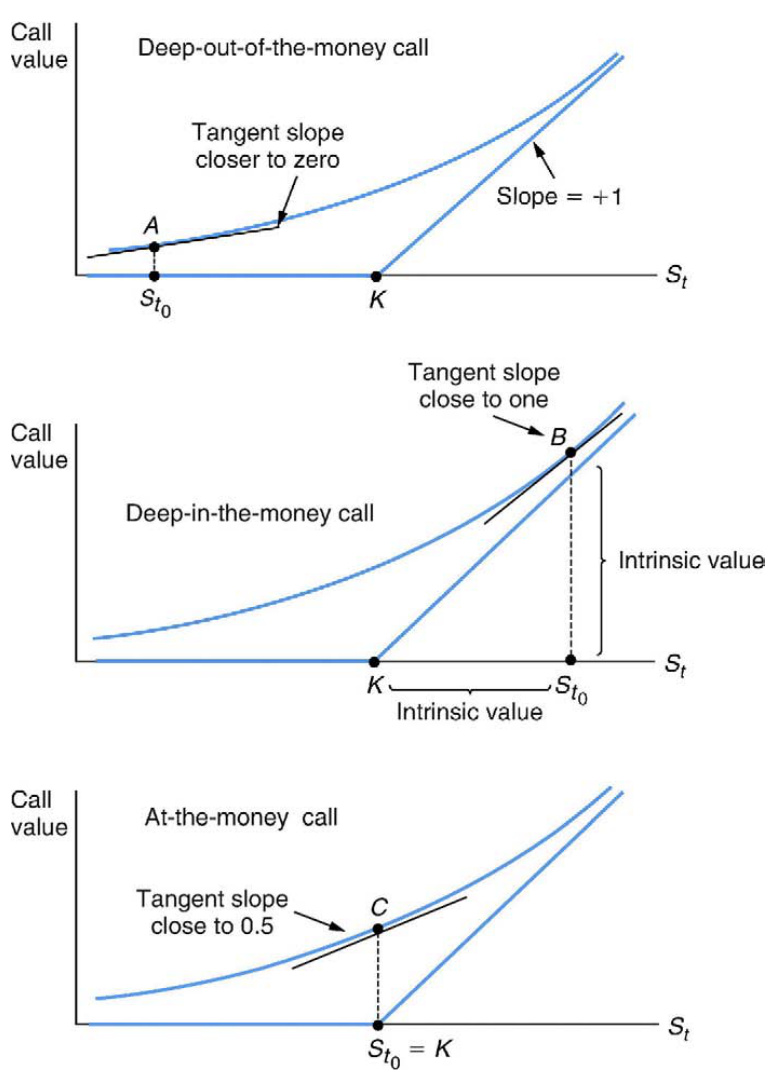 Call
value
Deep-out-of-the-money call
Tangent slope
closer to zero
Slope = +1
A
S_{t_0}
K
S_t
Tangent slope
close to one
Call
value
B
Deep-in-the-money call
Intrinsic value
S_t
K
S_{t_0}
Intrinsic value
Call
value
At-the-money call
Tangent slope
close to 0.5
C
S_t
S_{t_0} = K